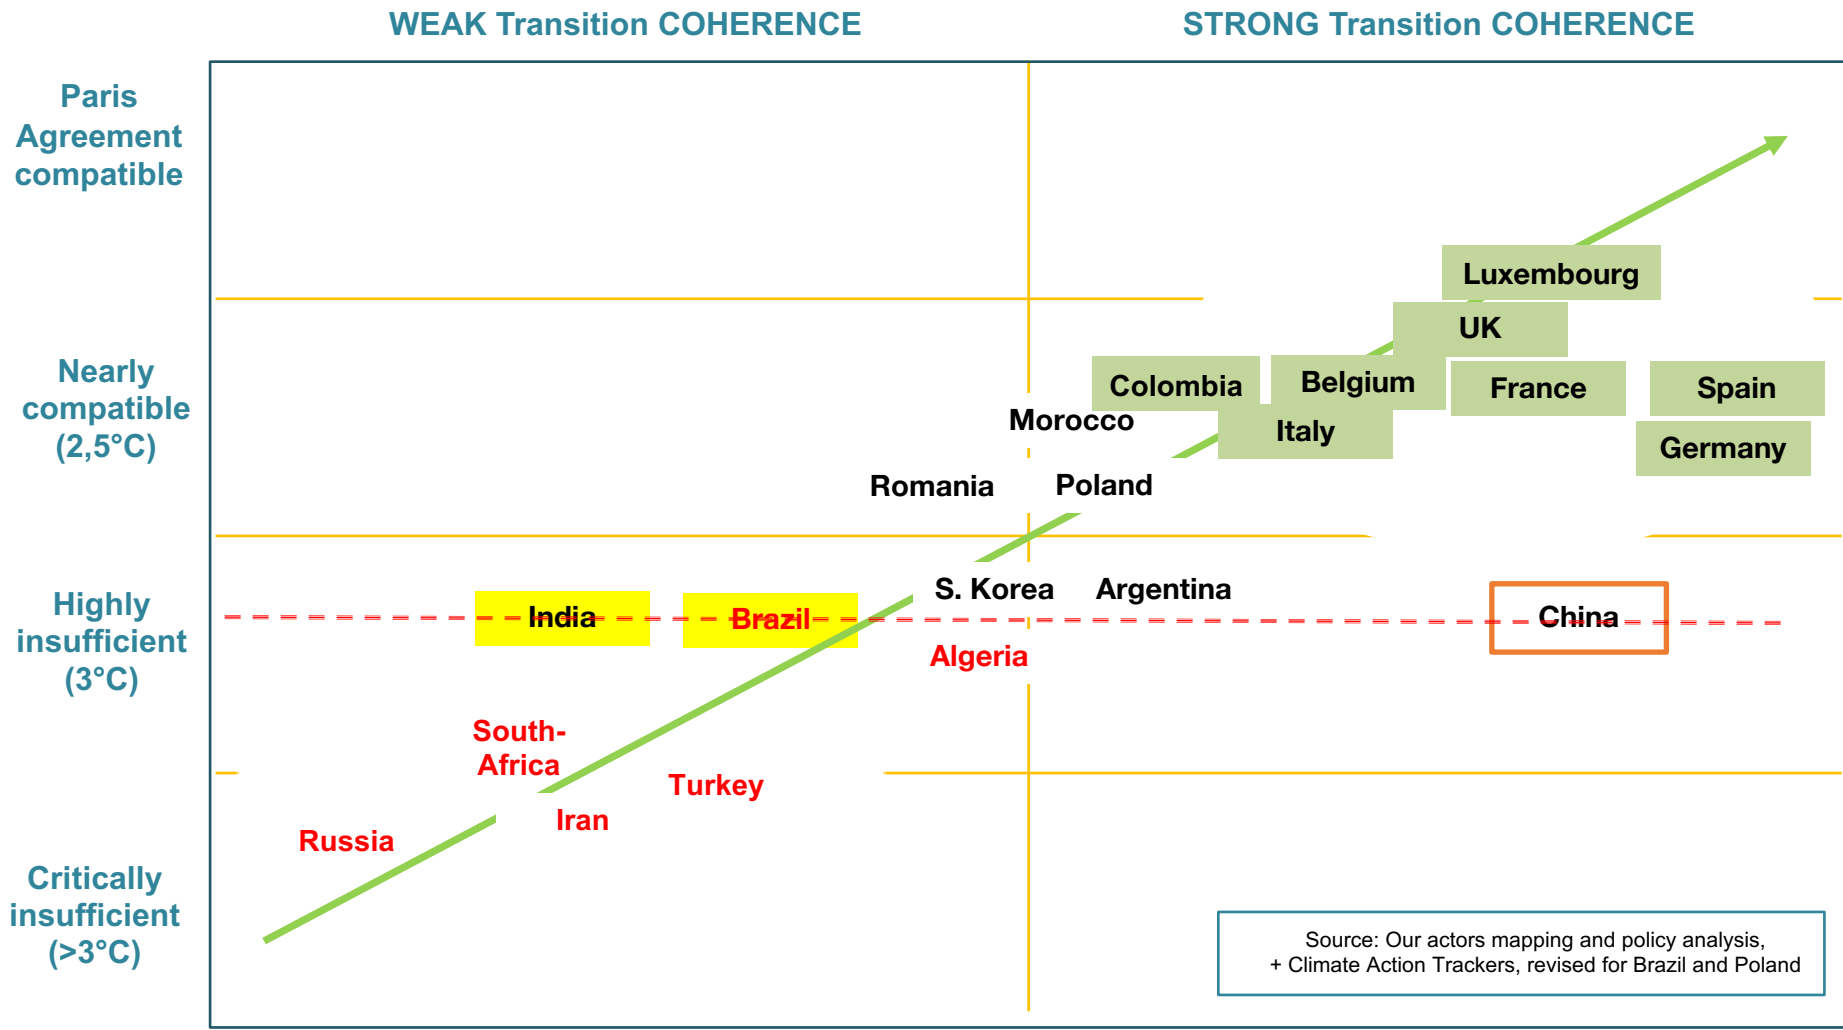 WEAK Transition COHERENCE
STRONG Transition COHERENCE
Paris
Agreement
compatible
Luxembourg
UK
Nearly
compatible
(2,5°C)
Colombia
Belgium
France
Spain
Morocco
Italy
Germany
Romania
Poland
Highly
insufficient
(3°C)
India
Brazil
S. Korea
Argentina
China
Algeria
South-
Africa
Turkey
Iran
Russia
Critically
insufficient
(>3°C)
Source: Our actors mapping and policy analysis,
+ Climate Action Trackers, revised for Brazil and Poland